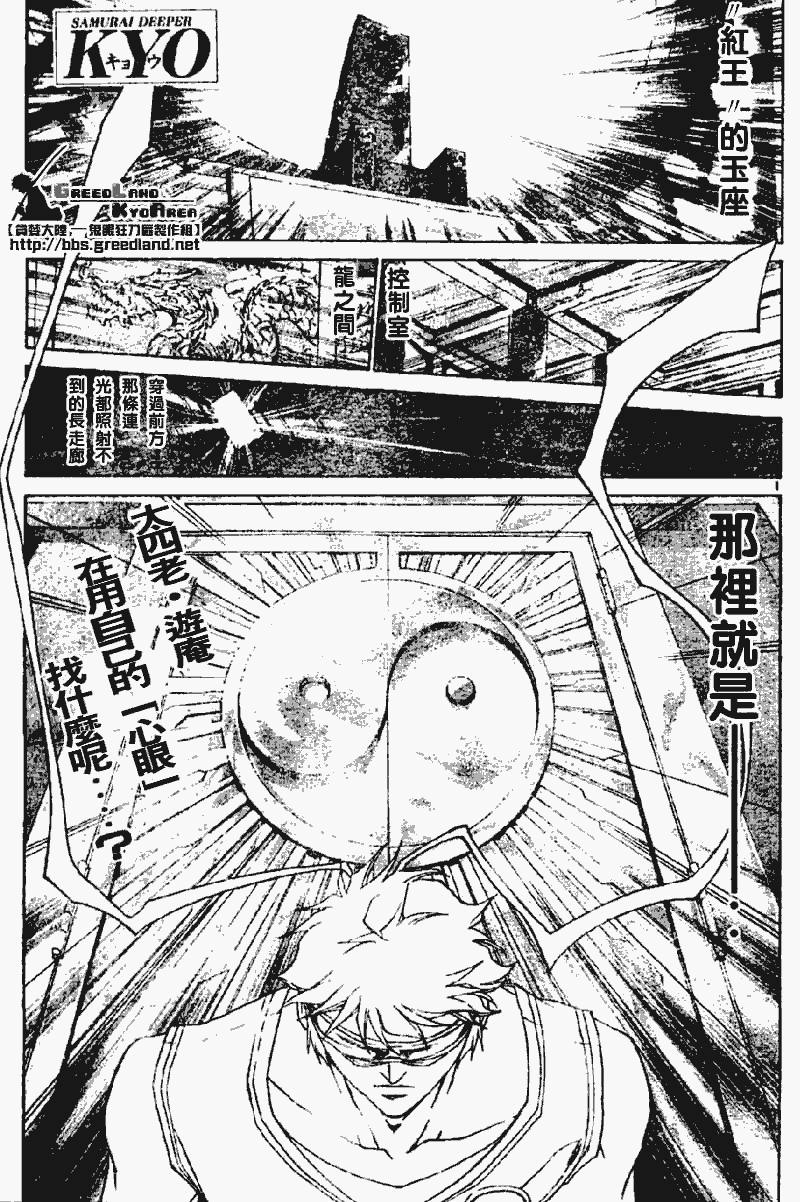 SAMURAI DEEPER
KYO
キョウ
"紅王"的玉座
GREEDLAND
KYOAREA
【貪婪大陸—鬼眼狂刀區製作組】
http://bbs.greedland.net
控制室
龍之間
穿過前方
那條連
光都照射不
到的長走廊
1
那裡就是——‥
太四老・遊庵
在用自己的「心眼」
找什麼呢‥‥?